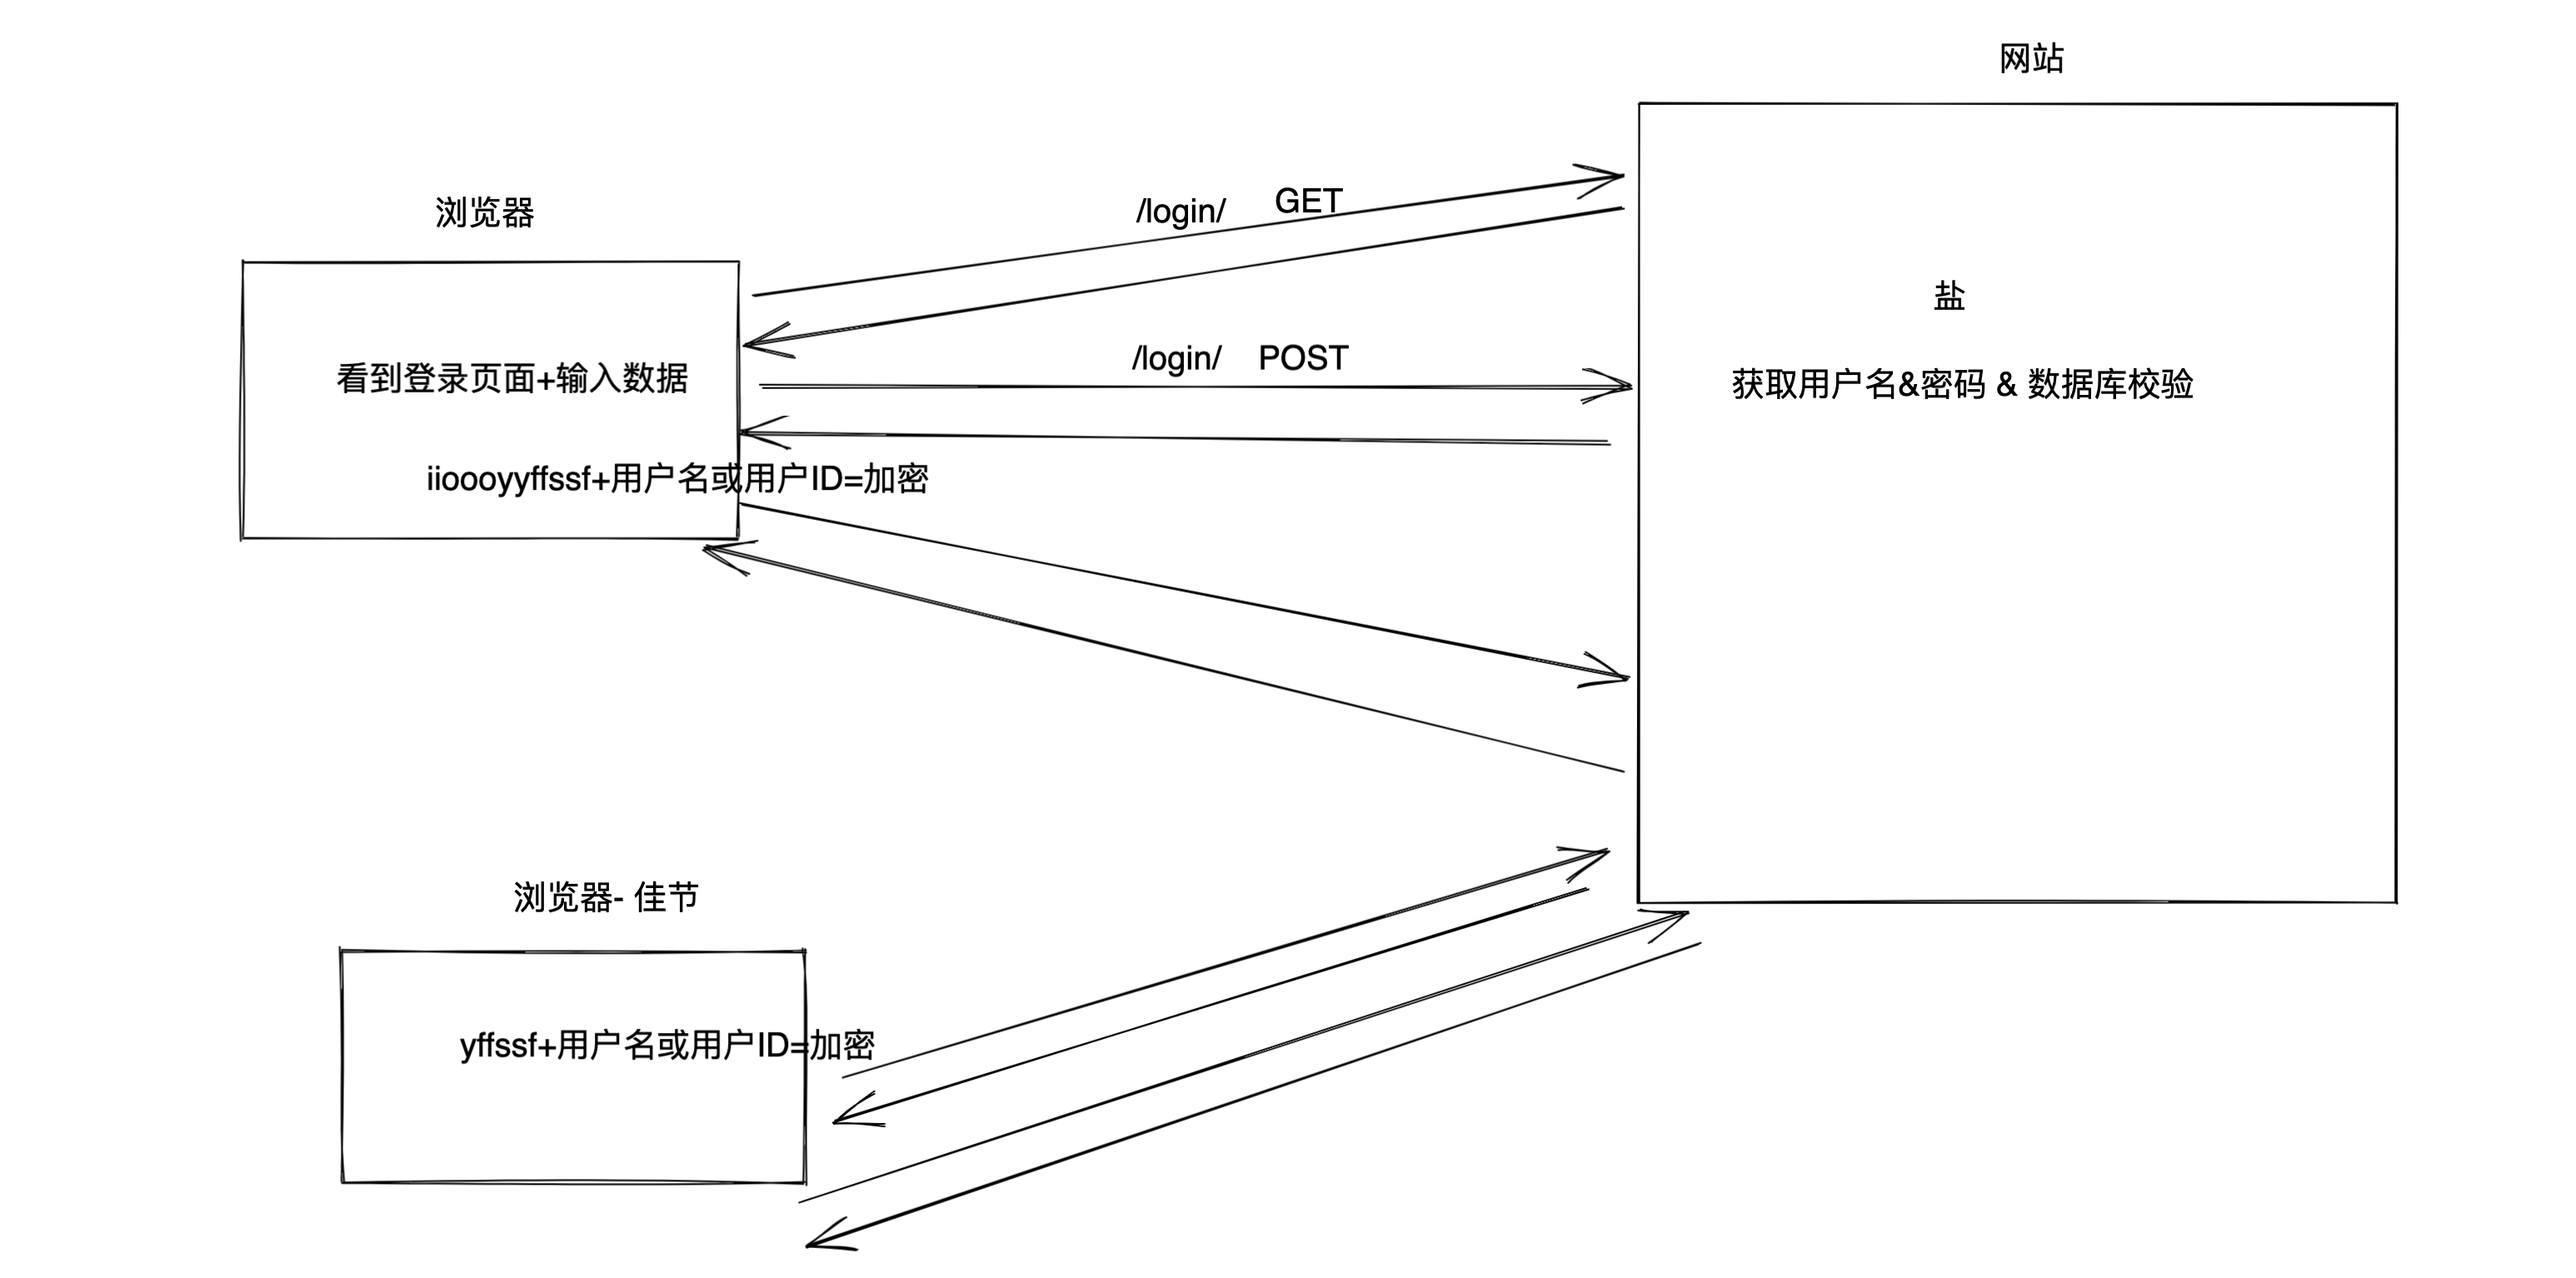 网站
浏览器
/login/ GET
盐
/login/ POST
看到登录页面+输入数据
获取用户名&密码 & 数据库校验
iioooyyffssf+用户名或用户ID=加密
浏览器- 佳节
yffssf+用户名或用户ID=加密